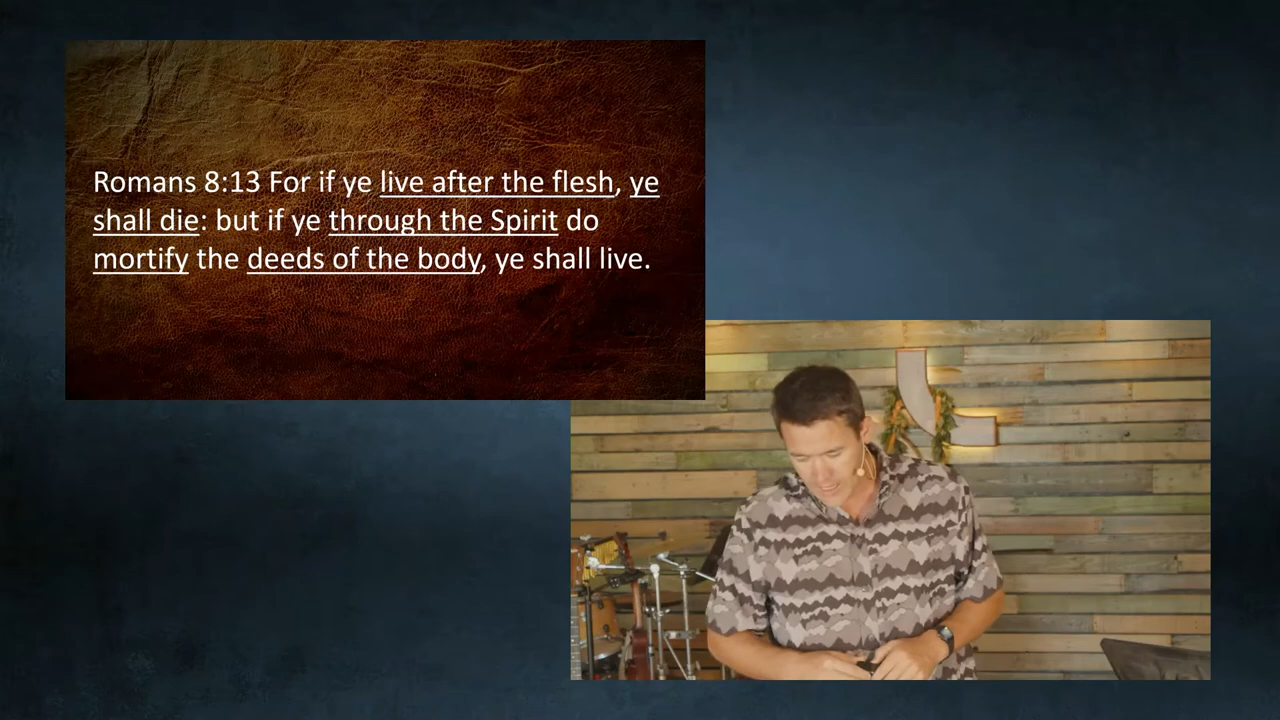 Romans 8:13 For if ye live after the flesh, ye
shall die: but if ye through the Spirit do
mortify the deeds of the body, ye shall live.